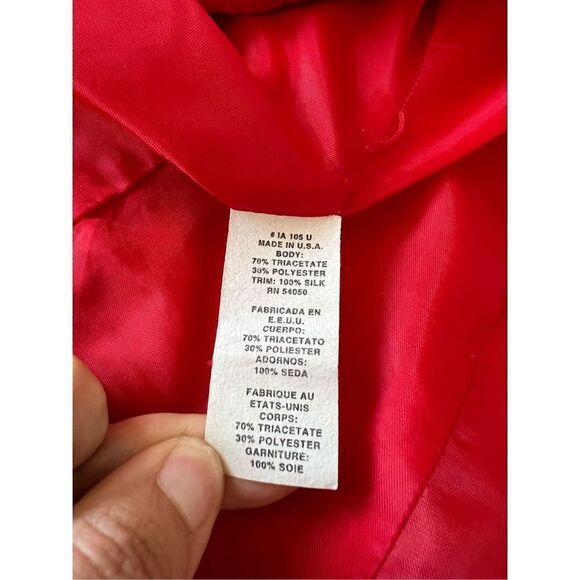 # IA 105 U
MADE IN U.S.A.
BODY:
70% TRIACETATE
30% POLYESTER
TRIM: 100% SILK
RN 54050
FABRICADA EN
E.E.U.U.
CUERPO:
70% TRIACETATO
30% POLIESTER
ADORNOS:
100% SEDA
FABRIQUE AU
ETATS-UNIS
CORPS:
70% TRIACETATE
30% POLYESTER
GARNITURE:
100% SOIE